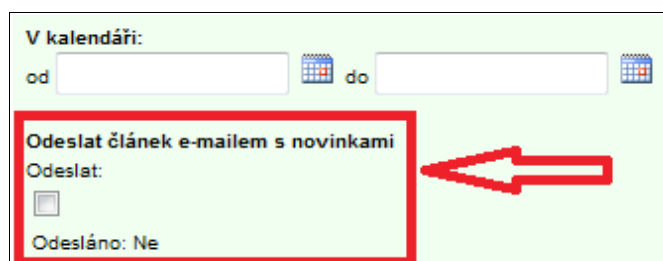 V kalendáři:
od do
Odeslat článek e-mailem s novinkami
Odeslat:
Odesláno: Ne